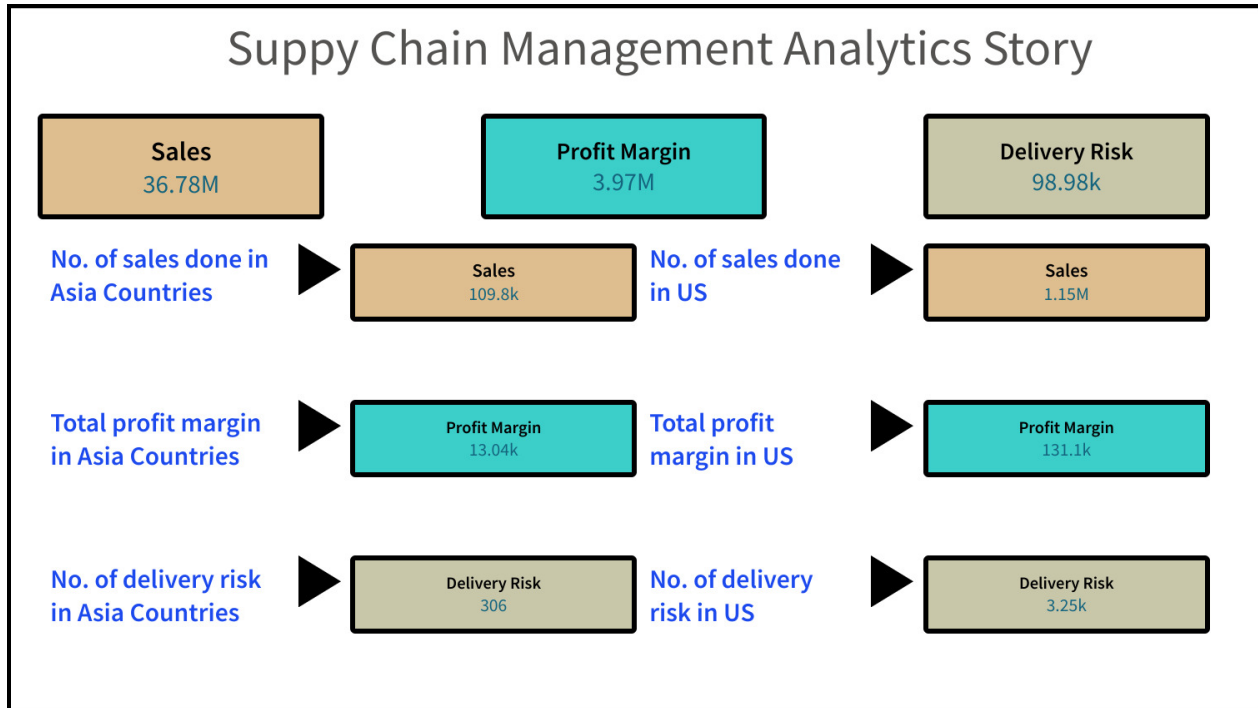 Suppy Chain Management Analytics Story
Sales
36.78M
Profit Margin
3.97M
Delivery Risk
98.98k
No. of sales done in
Asia Countries
Sales
109.8k
No. of sales done
in US
Sales
1.15M
Total profit margin
in Asia Countries
Profit Margin
13.04k
Total profit
margin in US
Profit Margin
131.1k
No. of delivery risk
in Asia Countries
Delivery Risk
306
No. of delivery
risk in US
Delivery Risk
3.25k